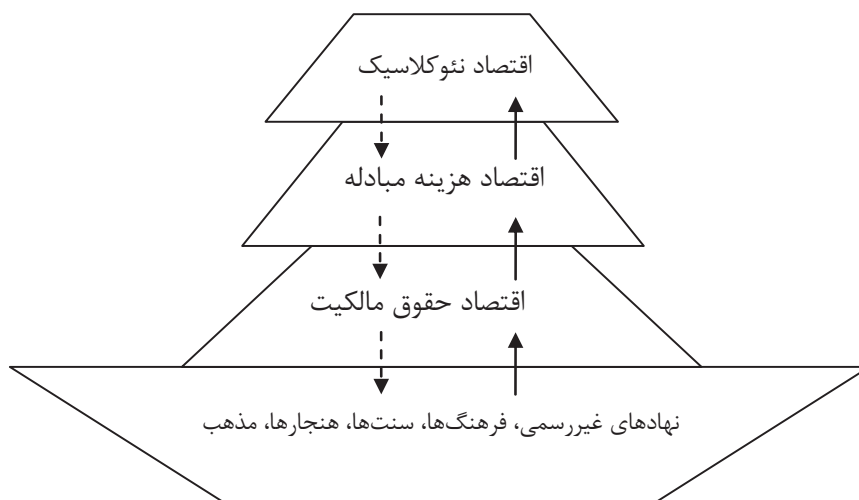 اقتصاد نئوکلاسیک
اقتصاد هزینه مبادله
اقتصاد حقوق مالکیت
نهادهای غیررسمی، فرهنگ‌ها، سنت‌ها، هنجارها، مذهب